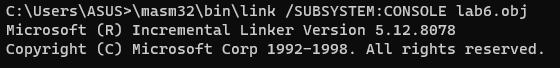 C:\Users\ASUS>\masm32\bin\link /SUBSYSTEM:CONSOLE lab6.obj
Microsoft (R) Incremental Linker Version 5.12.8078
Copyright (C) Microsoft Corp 1992-1998. All rights reserved.